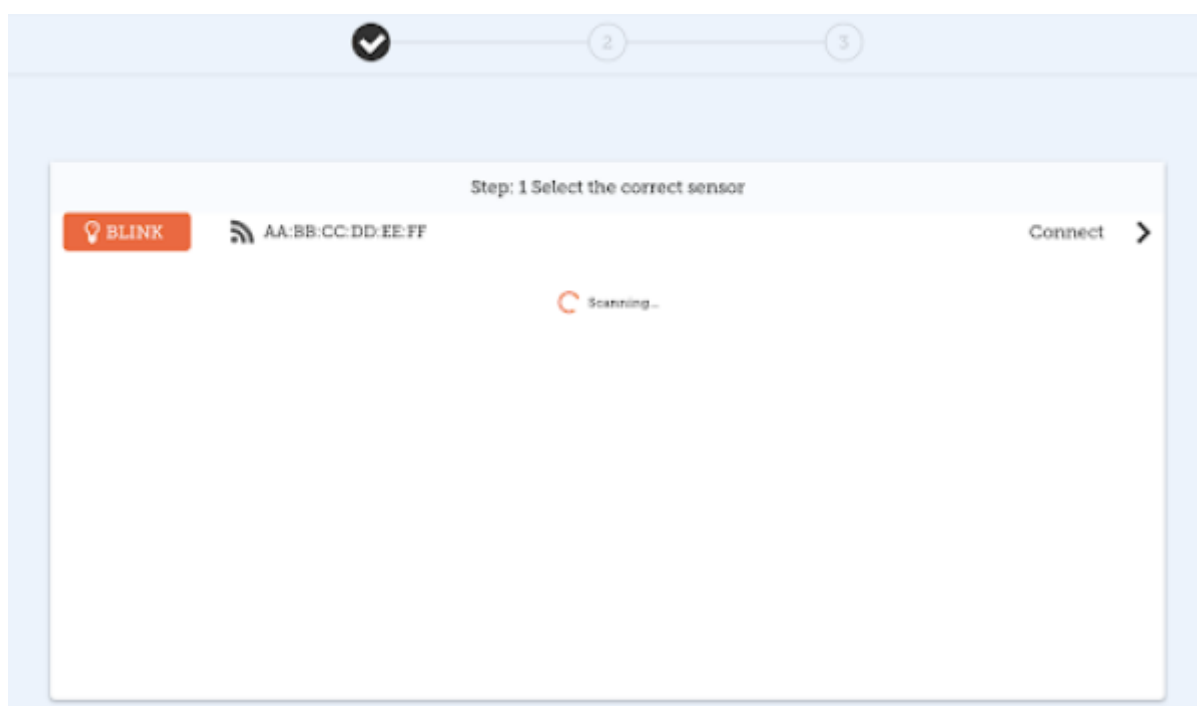 2 3
Step: 1 Select the correct sensor
BLINK AA:BB:CC:DD:EE:FF Connect
Scanning...